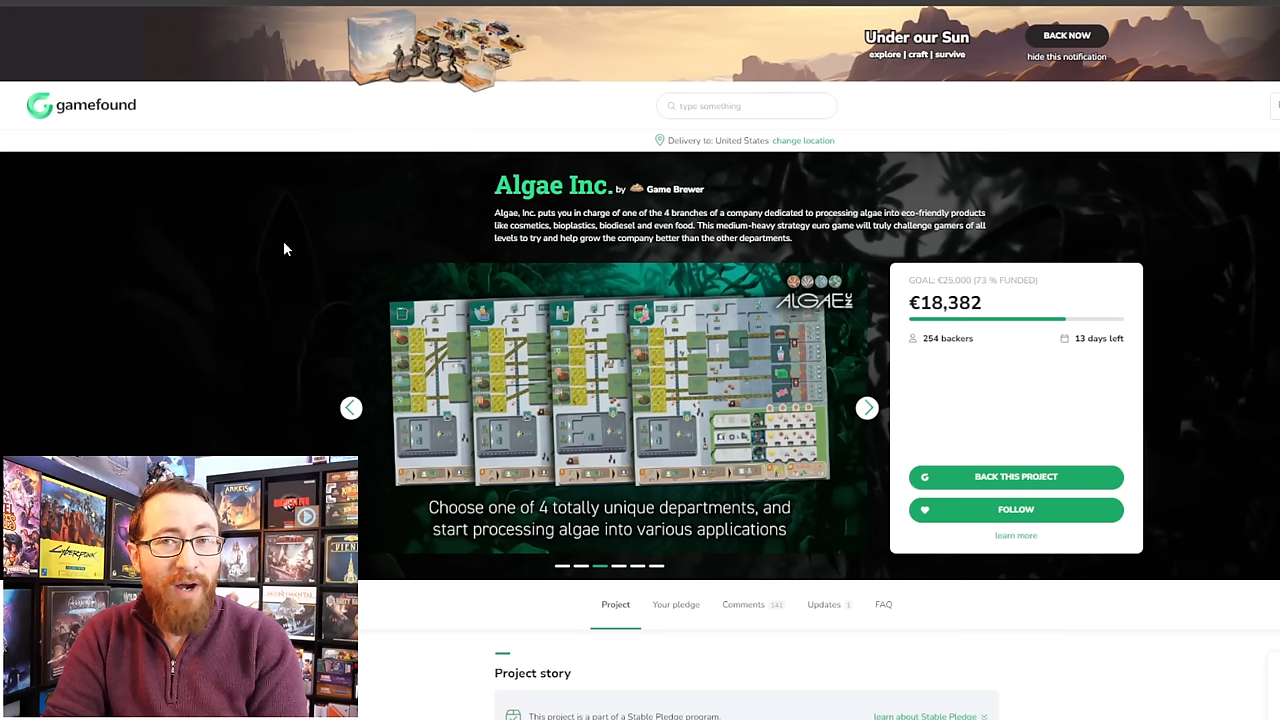 Under our Sun
explore | craft | survive
BACK NOW
hide this notification
gamefound
type something
Delivery to: United States change location
Algae Inc. by Game Brewer
Algae, Inc. puts you in charge of one of the 4 branches of a company dedicated to processing algae into eco-friendly products
like cosmetics, bioplastics, biodiesel and even food. This medium-heavy strategy euro game will truly challenge gamers of all
levels to try and help grow the company better than the other departments.
ALGAE INC
Choose one of 4 totally unique departments, and
start processing algae into various applications
GOAL: €25,000 (73 % FUNDED)
€18,382
254 backers
13 days left
BACK THIS PROJECT
FOLLOW
learn more
Project
Your pledge
Comments 141
Updates 1
FAQ
Project story
This project is a part of a Stable Pledge program.
learn about Stable Pledge
ARKEIS
CYBERPUNK
ALIEN
MONUMENTAL
VIEN